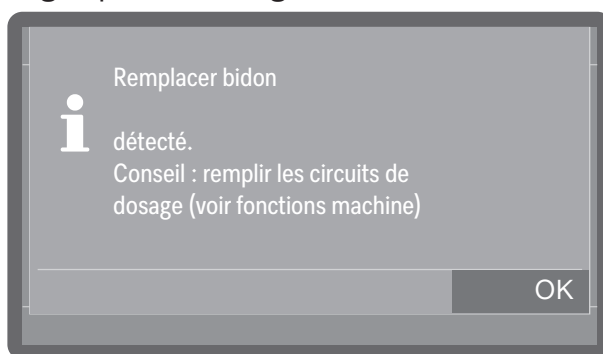 Remplacer bidon
détecté.
Conseil : remplir les circuits de
dosage (voir fonctions machine)
OK